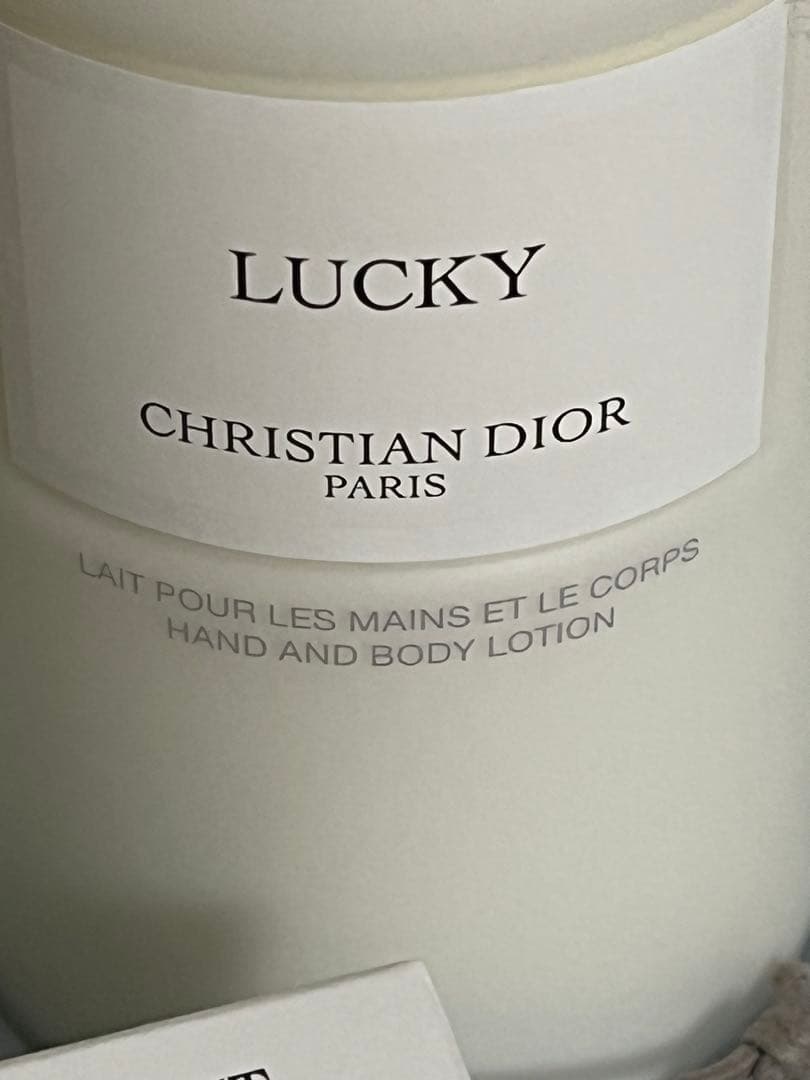 LUCKY
CHRISTIAN DIOR
PARIS
LAIT POUR LES MAINS ET LE CORPS
HAND AND BODY LOTION